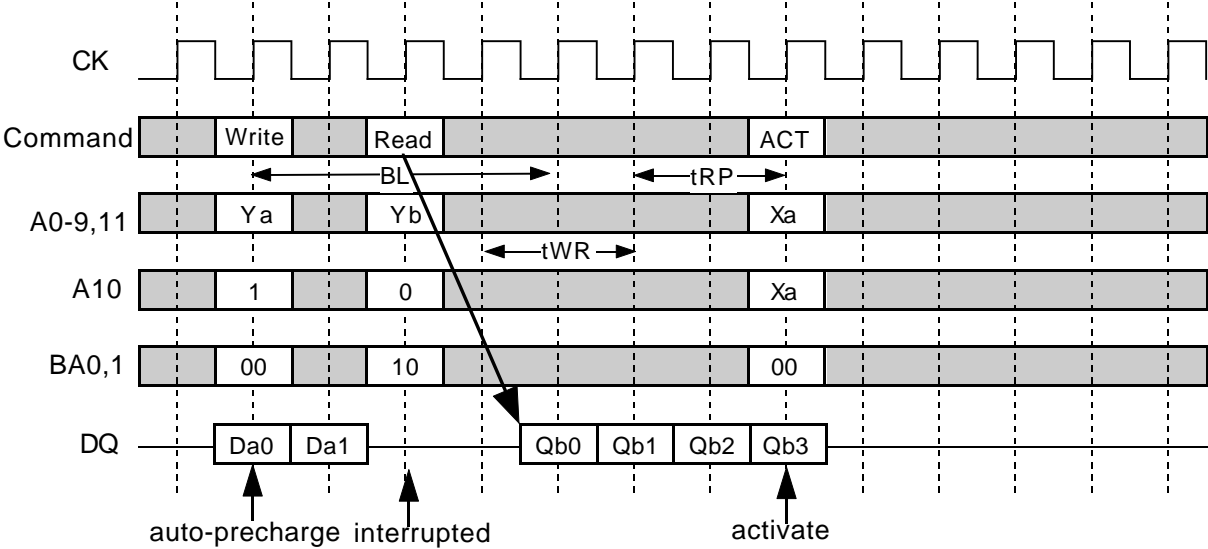 CK
Command Write Read ACT
BL tRP
A0-9,11 Ya Yb Xa
tWR
A10 1 0 Xa
BA0,1 00 10 00
DQ Da0 Da1 Qb0 Qb1 Qb2 Qb3
auto-precharge interrupted activate